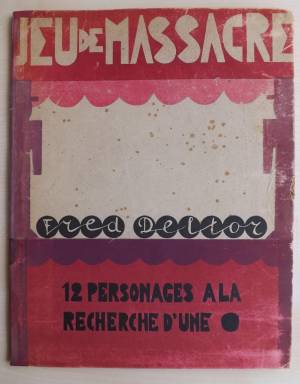 JEU DE MASSACRE
Fred Deltor
12 PERSONAGES A LA
RECHERCHE D'UNE